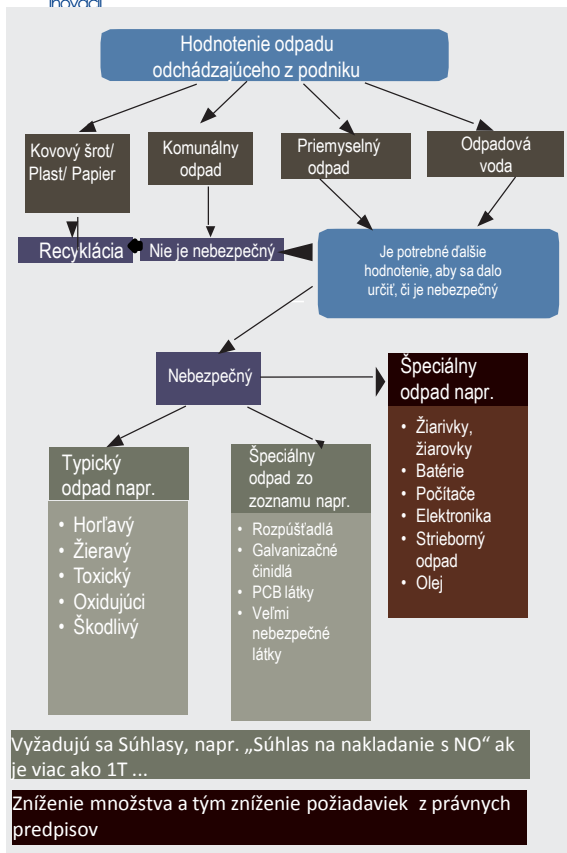 inovácií
Hodnotenie odpadu
odchádzajúceho z podniku
Kovový šrot/
Plast/ Papier
Komunálny
odpad
Priemyselný
odpad
Odpadová
voda
Recyklácia
Nie je nebezpečný
Je potrebné ďalšie
hodnotenie, aby sa dalo
určiť, či je nebezpečný
Nebezpečný
Špeciálny
odpad napr.
• Žiarivky,
žiarovky
• Batérie
• Počítače
• Elektronika
• Strieborný
odpad
• Olej
Typický
odpad napr.
• Horľavý
• Žieravý
• Toxický
• Oxidujúci
• Škodlivý
Špeciálny
odpad zo
zoznamu napr.
• Rozpúšťadlá
• Galvanizačné
činidlá
• PCB látky
• Veľmi
nebezpečné
látky
Vyžadujú sa Súhlasy, napr. „Súhlas na nakladanie s NO“ ak
je viac ako 1T ...
Zníženie množstva a tým zníženie požiadaviek z právnych
predpisov